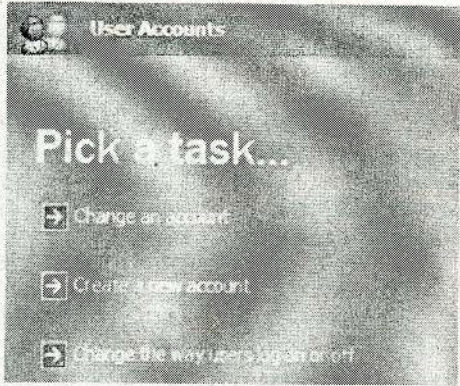 User Accounts
Pick a task...
Change an account
Create a new account
Change the way users log on or off